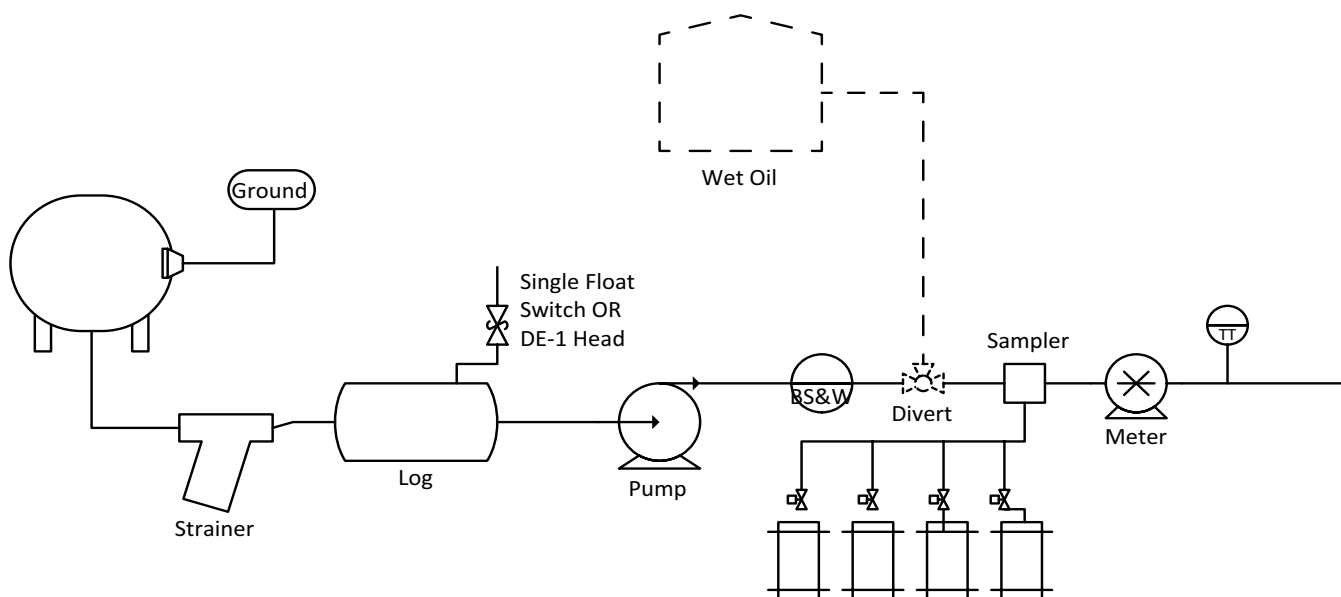 Wet Oil
Ground
Single Float
Switch OR
DE-1 Head
Sampler
TT
BS&W
Divert
Meter
Log
Pump
Strainer